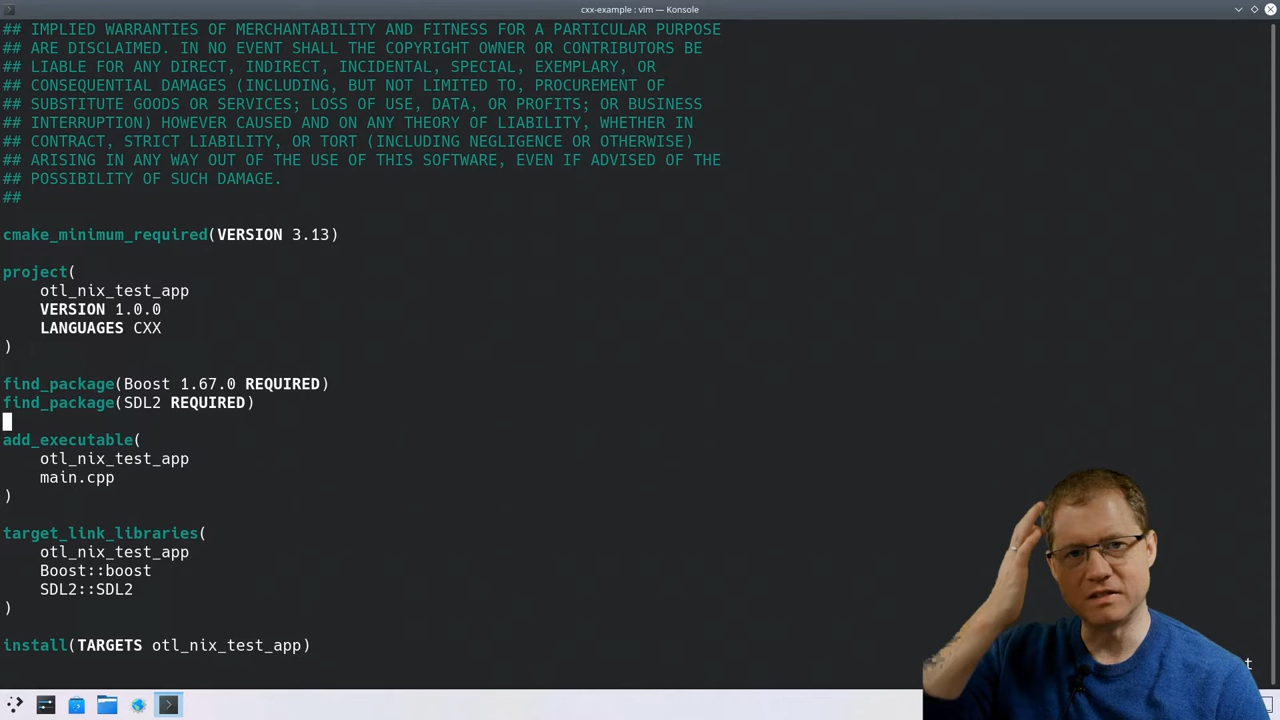 cxx-example : vim — Konsole
## IMPLIED WARRANTIES OF MERCHANTABILITY AND FITNESS FOR A PARTICULAR PURPOSE
## ARE DISCLAIMED. IN NO EVENT SHALL THE COPYRIGHT OWNER OR CONTRIBUTORS BE
## LIABLE FOR ANY DIRECT, INDIRECT, INCIDENTAL, SPECIAL, EXEMPLARY, OR
## CONSEQUENTIAL DAMAGES (INCLUDING, BUT NOT LIMITED TO, PROCUREMENT OF
## SUBSTITUTE GOODS OR SERVICES; LOSS OF USE, DATA, OR PROFITS; OR BUSINESS
## INTERRUPTION) HOWEVER CAUSED AND ON ANY THEORY OF LIABILITY, WHETHER IN
## CONTRACT, STRICT LIABILITY, OR TORT (INCLUDING NEGLIGENCE OR OTHERWISE)
## ARISING IN ANY WAY OUT OF THE USE OF THIS SOFTWARE, EVEN IF ADVISED OF THE
## POSSIBILITY OF SUCH DAMAGE.
##
cmake_minimum_required(VERSION 3.13)
project(
otl_nix_test_app
VERSION 1.0.0
LANGUAGES CXX
)
find_package(Boost 1.67.0 REQUIRED)
find_package(SDL2 REQUIRED)
add_executable(
otl_nix_test_app
main.cpp
)
target_link_libraries(
otl_nix_test_app
Boost::boost
SDL2::SDL2
)
install(TARGETS otl_nix_test_app)